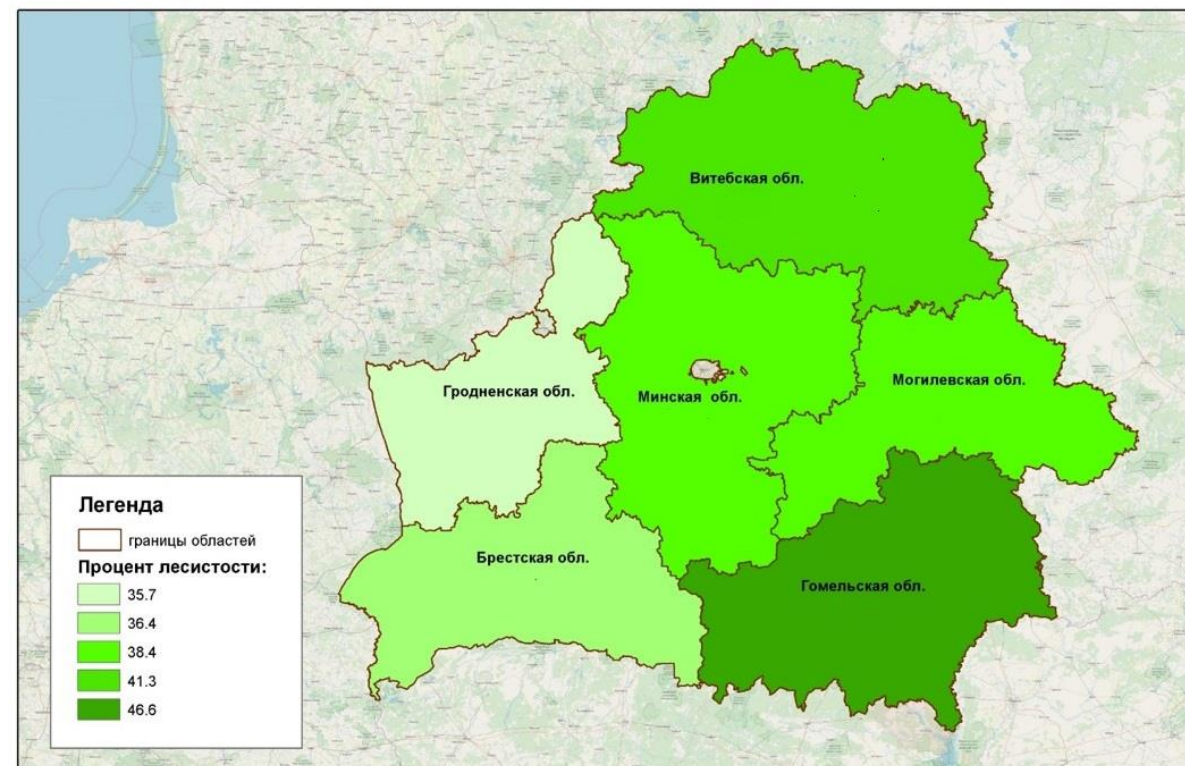 Витебская обл.
Могилевская обл.
Гродненская обл.
Минская обл.
Брестская обл.
Гомельская обл.
Легенда
границы областей
Процент лесистости:
35.7
36.4
38.4
41.3
46.6